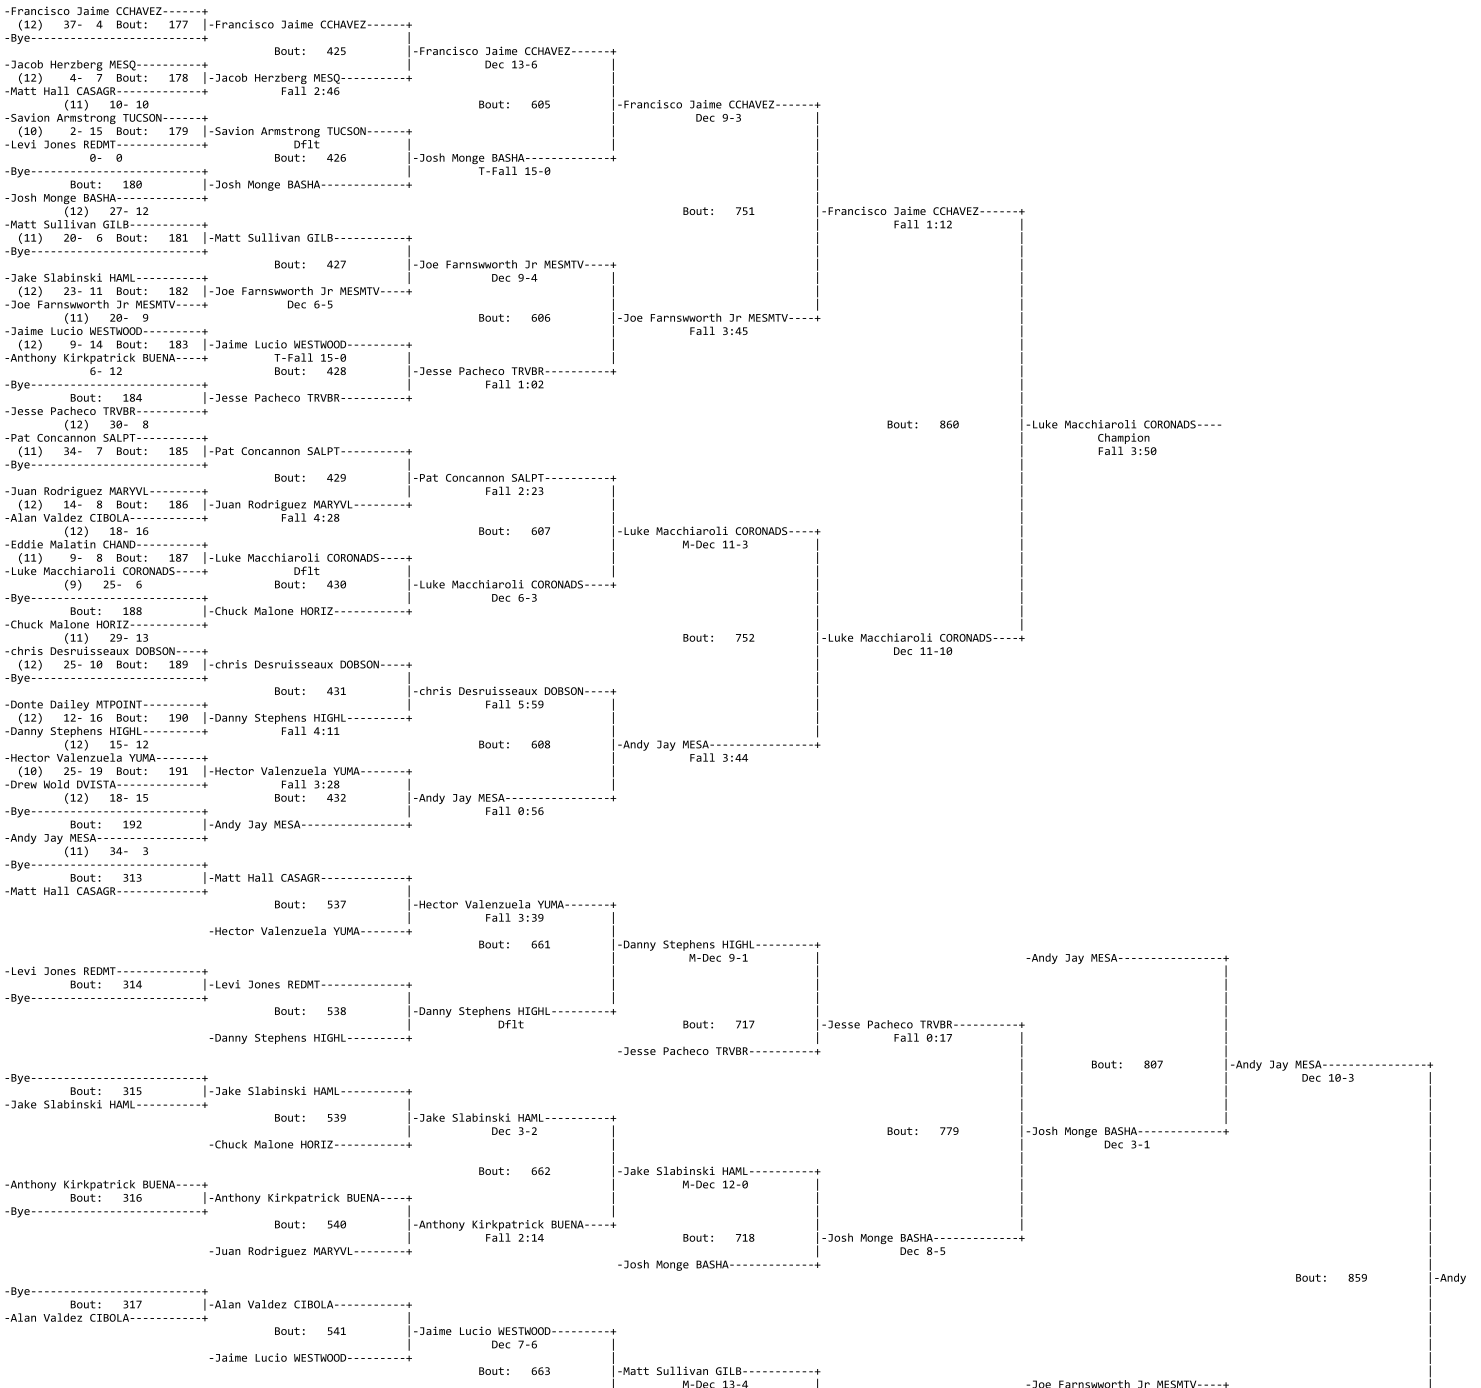 -Francisco Jaime CCHAVEZ------+
(12) 37- 4 Bout: 177 |-Francisco Jaime CCHAVEZ------+
-Bye--------------------------+ |
Bout: 425 |-Francisco Jaime CCHAVEZ------+
-Jacob Herzberg MESQ----------+ | Dec 13-6 |
(12) 4- 7 Bout: 178 |-Jacob Herzberg MESQ----------+ |
-Matt Hall CASAGR-------------+ Fall 2:46 |
(11) 10- 10 Bout: 605 |-Francisco Jaime CCHAVEZ------+
-Savion Armstrong TUCSON------+ | Dec 9-3 |
(10) 2- 15 Bout: 179 |-Savion Armstrong TUCSON------+ | |
-Levi Jones REDMT-------------+ Dflt | | |
0- 0 Bout: 426 |-Josh Monge BASHA-------------+ |
-Bye--------------------------+ | T-Fall 15-0 |
Bout: 180 |-Josh Monge BASHA-------------+ |
-Josh Monge BASHA-------------+ |
(12) 27- 12 Bout: 751 |-Francisco Jaime CCHAVEZ------+
-Matt Sullivan GILB-----------+ | Fall 1:12 |
(11) 20- 6 Bout: 181 |-Matt Sullivan GILB-----------+ | |
-Bye--------------------------+ | | |
Bout: 427 |-Joe Farnswworth Jr MESMTV----+ | |
-Jake Slabinski HAML----------+ | Dec 9-4 | | |
(12) 23- 11 Bout: 182 |-Joe Farnswworth Jr MESMTV----+ | | |
-Joe Farnswworth Jr MESMTV----+ Dec 6-5 | | |
(11) 20- 9 Bout: 606 |-Joe Farnswworth Jr MESMTV----+ |
-Jaime Lucio WESTWOOD---------+ | Fall 3:45 |
(12) 9- 14 Bout: 183 |-Jaime Lucio WESTWOOD---------+ | |
-Anthony Kirkpatrick BUENA----+ T-Fall 15-0 | | |
6- 12 Bout: 428 |-Jesse Pacheco TRVBR----------+ |
-Bye--------------------------+ | Fall 1:02 |
Bout: 184 |-Jesse Pacheco TRVBR----------+ |
-Jesse Pacheco TRVBR----------+ |
(12) 30- 8 Bout: 860 |-Luke Macchiaroli CORONADS----
-Pat Concannon SALPT----------+ | Champion
(11) 34- 7 Bout: 185 |-Pat Concannon SALPT----------+ | Fall 3:50
-Bye--------------------------+ | |
Bout: 429 |-Pat Concannon SALPT----------+ |
-Juan Rodriguez MARYVL--------+ | Fall 2:23 | |
(12) 14- 8 Bout: 186 |-Juan Rodriguez MARYVL--------+ | |
-Alan Valdez CIBOLA-----------+ Fall 4:28 | |
(12) 18- 16 Bout: 607 |-Luke Macchiaroli CORONADS----+ |
-Eddie Malatin CHAND----------+ | M-Dec 11-3 | |
(11) 9- 8 Bout: 187 |-Luke Macchiaroli CORONADS----+ | | |
-Luke Macchiaroli CORONADS----+ Dflt | | | |
(9) 25- 6 Bout: 430 |-Luke Macchiaroli CORONADS----+ | |
-Bye--------------------------+ | Dec 6-3 | |
Bout: 188 |-Chuck Malone HORIZ-----------+ | |
-Chuck Malone HORIZ-----------+ | |
(11) 29- 13 Bout: 752 |-Luke Macchiaroli CORONADS----+
-chris Desruisseaux DOBSON----+ | Dec 11-10
(12) 25- 10 Bout: 189 |-chris Desruisseaux DOBSON----+ |
-Bye--------------------------+ | |
Bout: 431 |-chris Desruisseaux DOBSON----+ |
-Donte Dailey MTPOINT---------+ | Fall 5:59 | |
(12) 12- 16 Bout: 190 |-Danny Stephens HIGHL---------+ | |
-Danny Stephens HIGHL---------+ Fall 4:11 | |
(12) 15- 12 Bout: 608 |-Andy Jay MESA----------------+
-Hector Valenzuela YUMA-------+ | Fall 3:44
(10) 25- 19 Bout: 191 |-Hector Valenzuela YUMA-------+ |
-Drew Wold DVISTA-------------+ Fall 3:28 | |
(12) 18- 15 Bout: 432 |-Andy Jay MESA----------------+
-Bye--------------------------+ | Fall 0:56
Bout: 192 |-Andy Jay MESA----------------+
-Andy Jay MESA----------------+
(11) 34- 3
-Bye--------------------------+
Bout: 313 |-Matt Hall CASAGR-------------+
-Matt Hall CASAGR-------------+ |
Bout: 537 |-Hector Valenzuela YUMA-------+
| Fall 3:39 |
-Hector Valenzuela YUMA-------+ |
Bout: 661 |-Danny Stephens HIGHL---------+
| M-Dec 9-1 | -Andy Jay MESA----------------+
-Levi Jones REDMT-------------+ | | |
Bout: 314 |-Levi Jones REDMT-------------+ | | |
-Bye--------------------------+ | | | |
Bout: 538 |-Danny Stephens HIGHL---------+ | |
| Dflt Bout: 717 |-Jesse Pacheco TRVBR----------+ |
-Danny Stephens HIGHL---------+ | Fall 0:17 | |
-Jesse Pacheco TRVBR----------+ | |
Bout: 807 |-Andy Jay MESA----------------+
-Bye--------------------------+ | | Dec 10-3 |
Bout: 315 |-Jake Slabinski HAML----------+ | | |
-Jake Slabinski HAML----------+ | | | |
Bout: 539 |-Jake Slabinski HAML----------+ | | |
| Dec 3-2 | Bout: 779 |-Josh Monge BASHA-------------+ |
-Chuck Malone HORIZ-----------+ | | Dec 3-1 |
Bout: 662 |-Jake Slabinski HAML----------+ | |
-Anthony Kirkpatrick BUENA----+ | M-Dec 12-0 | | |
Bout: 316 |-Anthony Kirkpatrick BUENA----+ | | | |
-Bye--------------------------+ | | | | |
Bout: 540 |-Anthony Kirkpatrick BUENA----+ | | |
| Fall 2:14 Bout: 718 |-Josh Monge BASHA-------------+ |
-Juan Rodriguez MARYVL--------+ | Dec 8-5 |
-Josh Monge BASHA-------------+ |
Bout: 859 |-Andy
-Bye--------------------------+ |
Bout: 317 |-Alan Valdez CIBOLA-----------+ |
-Alan Valdez CIBOLA-----------+ | |
Bout: 541 |-Jaime Lucio WESTWOOD---------+ |
| Dec 7-6 | |
-Jaime Lucio WESTWOOD---------+ | |
Bout: 663 |-Matt Sullivan GILB-----------+ |
| M-Dec 13-4 | -Joe Farnswworth Jr MESMTV----+ |